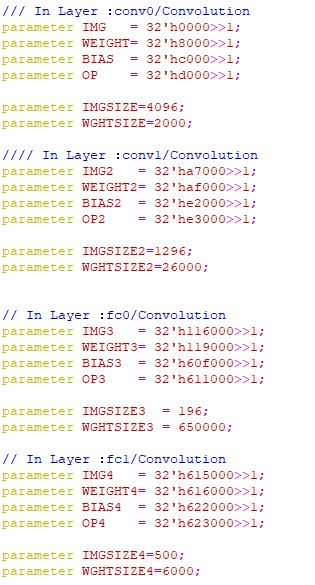 /// In Layer :conv0/Convolution
parameter IMG   = 32'h0000>>1;
parameter WEIGHT= 32'h8000>>1;
parameter BIAS  = 32'hc000>>1;
parameter OP    = 32'hd000>>1;

parameter IMGSIZE=4096;
parameter WGHTSIZE=2000;

//// In Layer :conv1/Convolution
parameter IMG2   = 32'ha7000>>1;
parameter WEIGHT2= 32'haf000>>1;
parameter BIAS2  = 32'he2000>>1;
parameter OP2    = 32'he3000>>1;

parameter IMGSIZE2=1296;
parameter WGHTSIZE2=26000;

// In Layer :fc0/Convolution
parameter IMG3   = 32'h116000>>1;
parameter WEIGHT3= 32'h119000>>1;
parameter BIAS3  = 32'h60f000>>1;
parameter OP3    = 32'h611000>>1;

parameter IMGSIZE3  = 196;
parameter WGHTSIZE3 = 650000;

// In Layer :fc1/Convolution
parameter IMG4   = 32'h615000>>1;
parameter WEIGHT4= 32'h616000>>1;
parameter BIAS4  = 32'h622000>>1;
parameter OP4    = 32'h623000>>1;

parameter IMGSIZE4=500;
parameter WGHTSIZE4=6000;